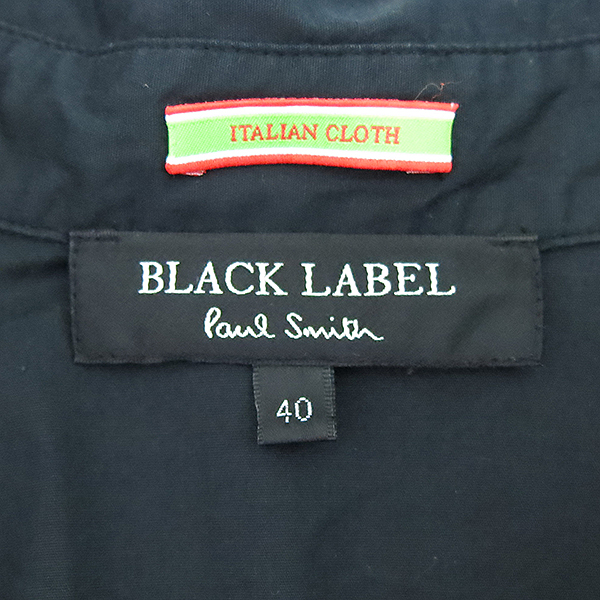 ITALIAN CLOTH
BLACK LABEL
Paul Smith
40